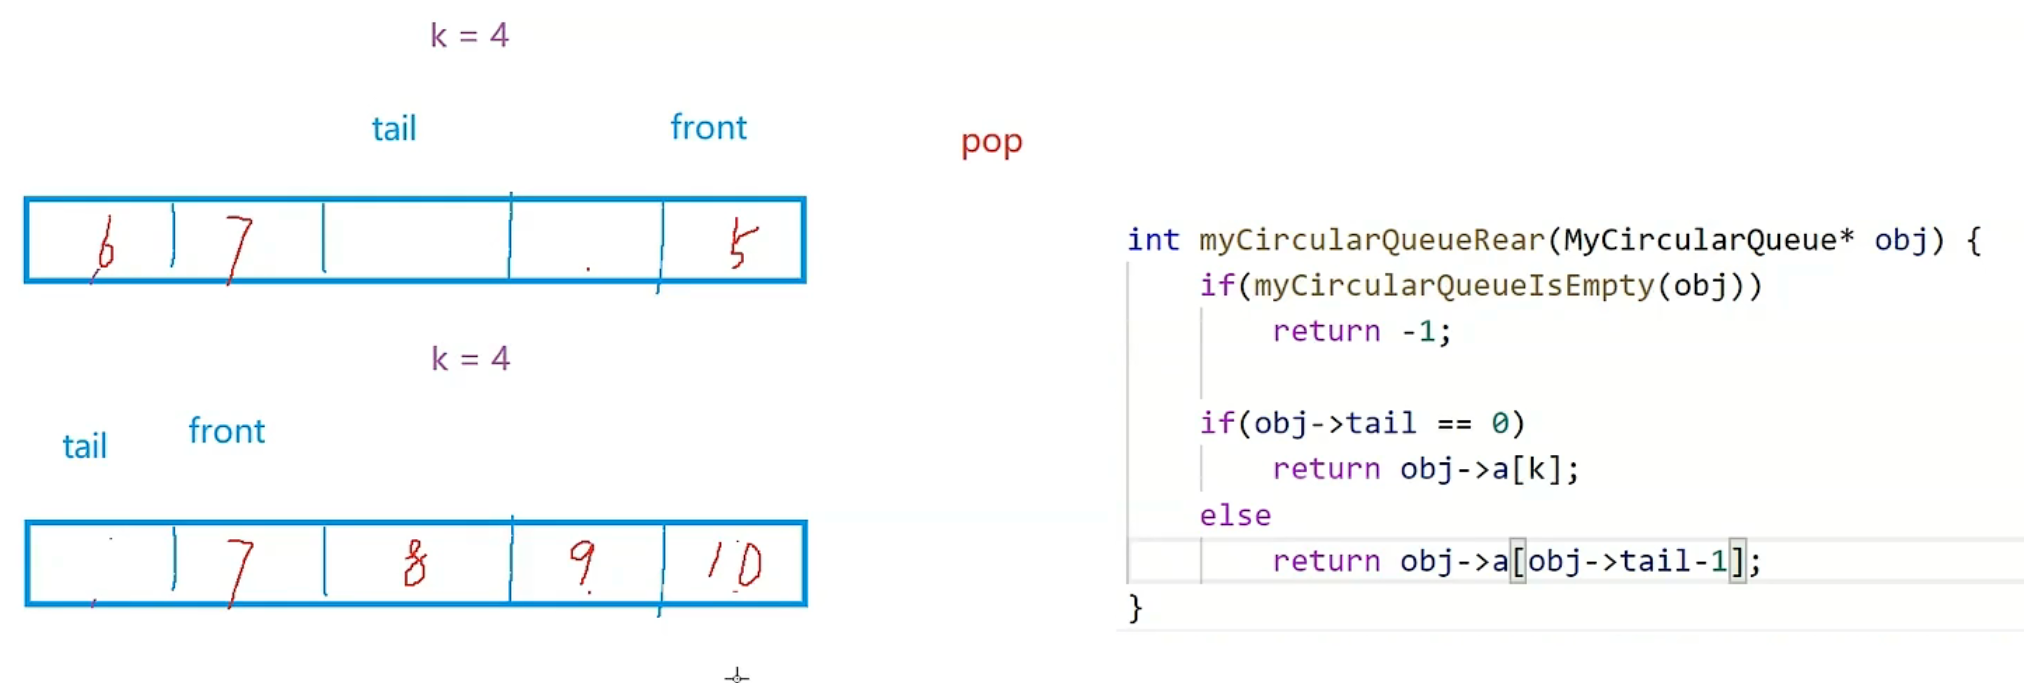 k = 4
tail front
pop
6 7 5
k = 4
tail front
7 8 9 10
int myCircularQueueRear(MyCircularQueue* obj) {
if(myCircularQueueIsEmpty(obj))
return -1;
if(obj->tail == 0)
return obj->a[k];
else
return obj->a[obj->tail-1];
}